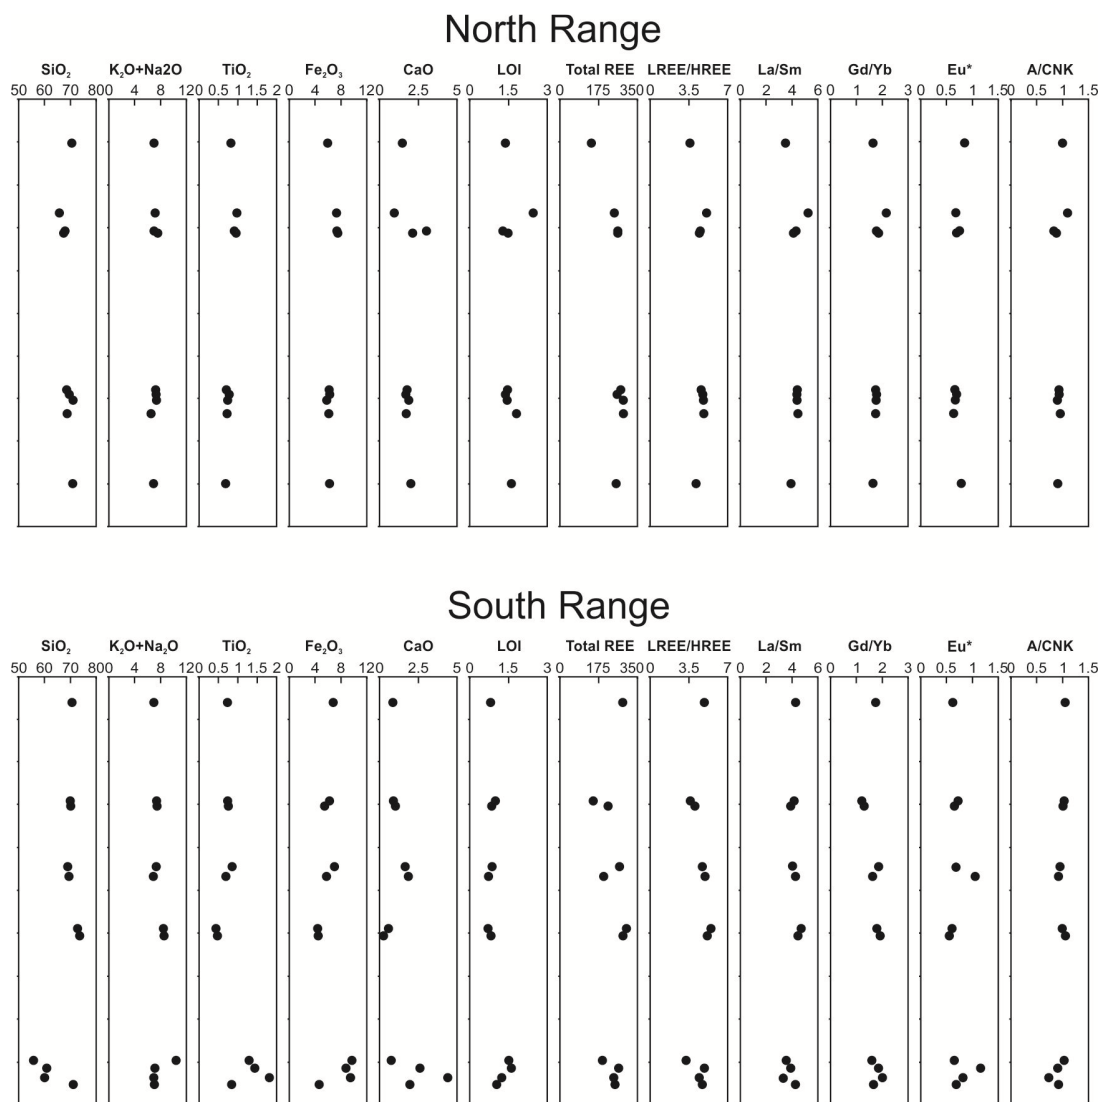 North Range
SiO₂ K₂O+Na2O TiO₂ Fe₂O₃ CaO LOI Total REE LREE/HREE La/Sm Gd/Yb Eu* A/CNK
50 60 70 80 0 4 8 12 0 0.5 1 1.5 2 0 4 8 12 0 2.5 5 0 1.5 3 0 175 350 0 3.5 7 0 2 4 6 0 1 2 3 0 0.5 1 1.5 0 0.5 1 1.5
South Range
SiO₂ K₂O+Na₂O TiO₂ Fe₂O₃ CaO LOI Total REE LREE/HREE La/Sm Gd/Yb Eu* A/CNK
50 60 70 80 0 4 8 12 0 0.5 1 1.5 2 0 4 8 12 0 2.5 5 0 1.5 3 0 175 350 0 3.5 7 0 2 4 6 0 1 2 3 0 0.5 1 1.5 0 0.5 1 1.5